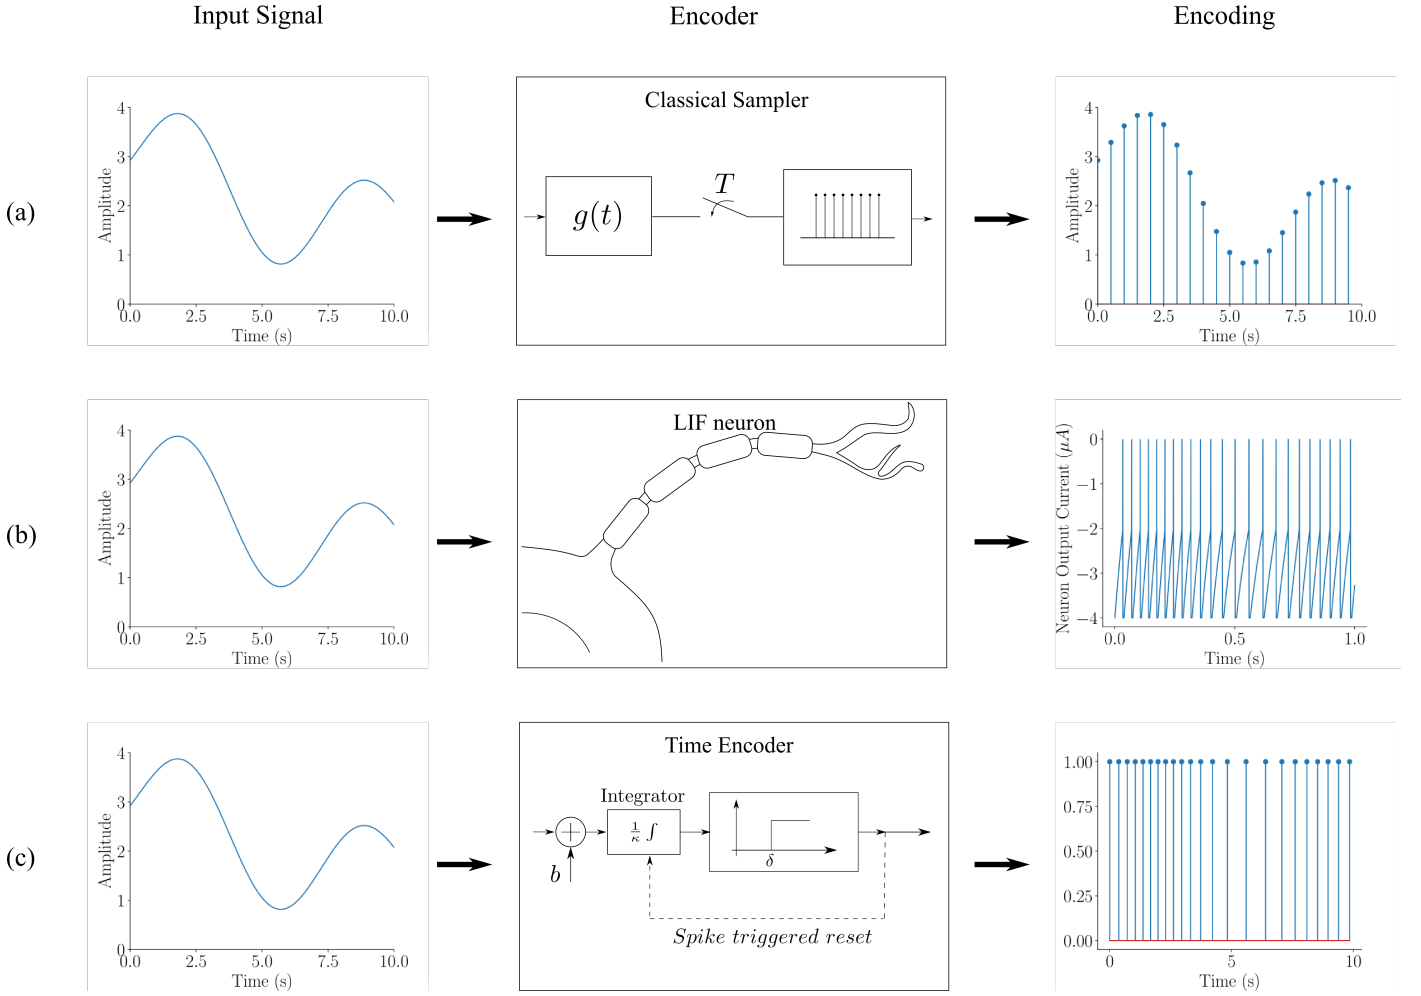 Input Signal
Encoder
Encoding
(a)
Amplitude
4
3
2
1
0
0.0 2.5 5.0 7.5 10.0
Time (s)
Classical Sampler
g(t)
T
Amplitude
4
3
2
1
0
0.0 2.5 5.0 7.5 10.0
Time (s)
(b)
Amplitude
4
3
2
1
0
0.0 2.5 5.0 7.5 10.0
Time (s)
LIF neuron
Neuron Output Current (μA)
0
−1
−2
−3
−4
0.0 0.5 1.0
Time (s)
(c)
Amplitude
4
3
2
1
0
0.0 2.5 5.0 7.5 10.0
Time (s)
Time Encoder
Integrator
1/κ ∫
b
δ
Spike triggered reset
1.00
0.75
0.50
0.25
0.00
0 5 10
Time (s)